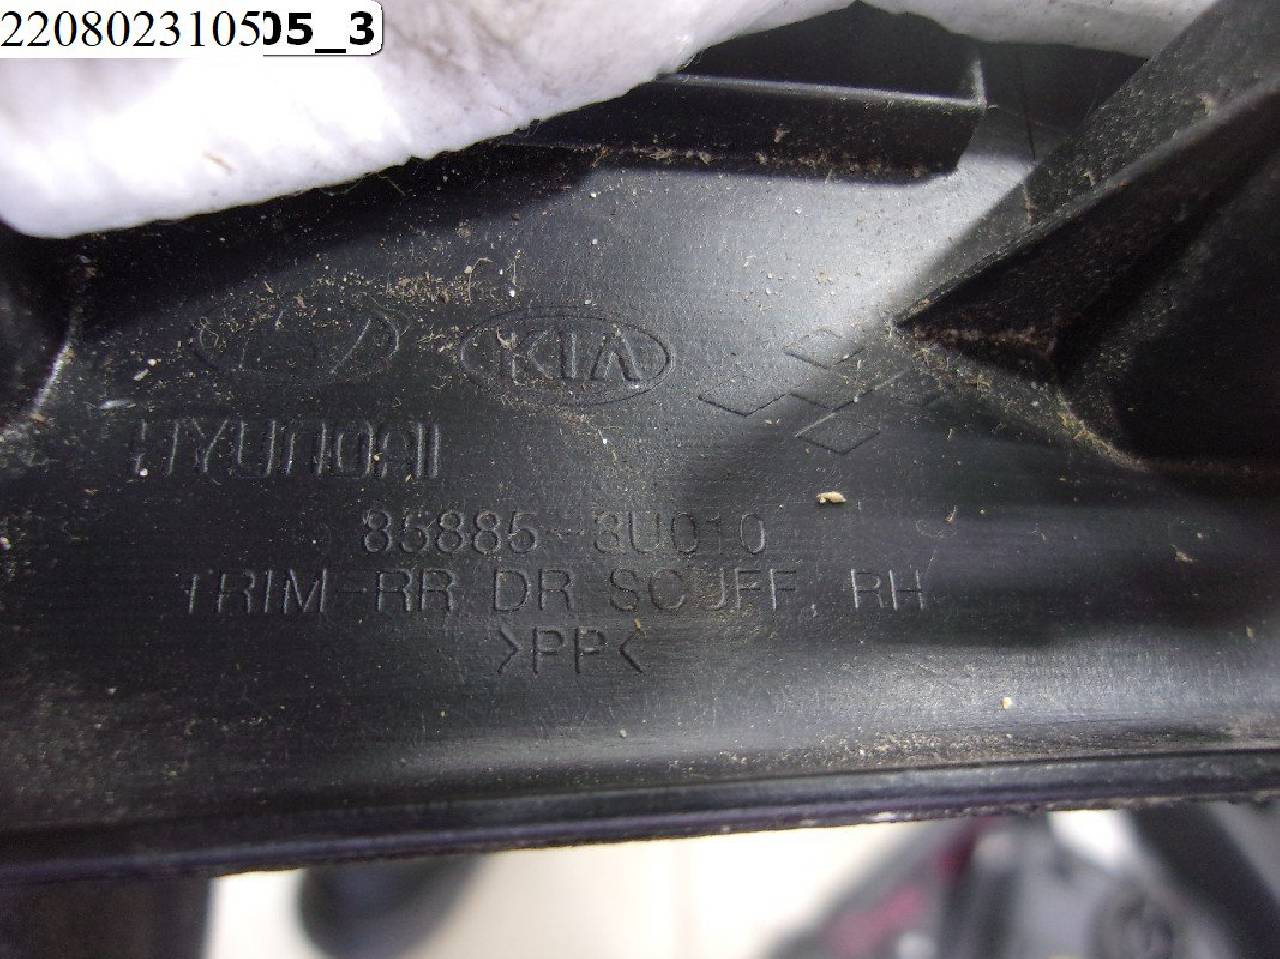 220802310505_3
KIA
HYUNDAI
85885-3U010
TRIM-RR DR SCUFF, RH
>PP<